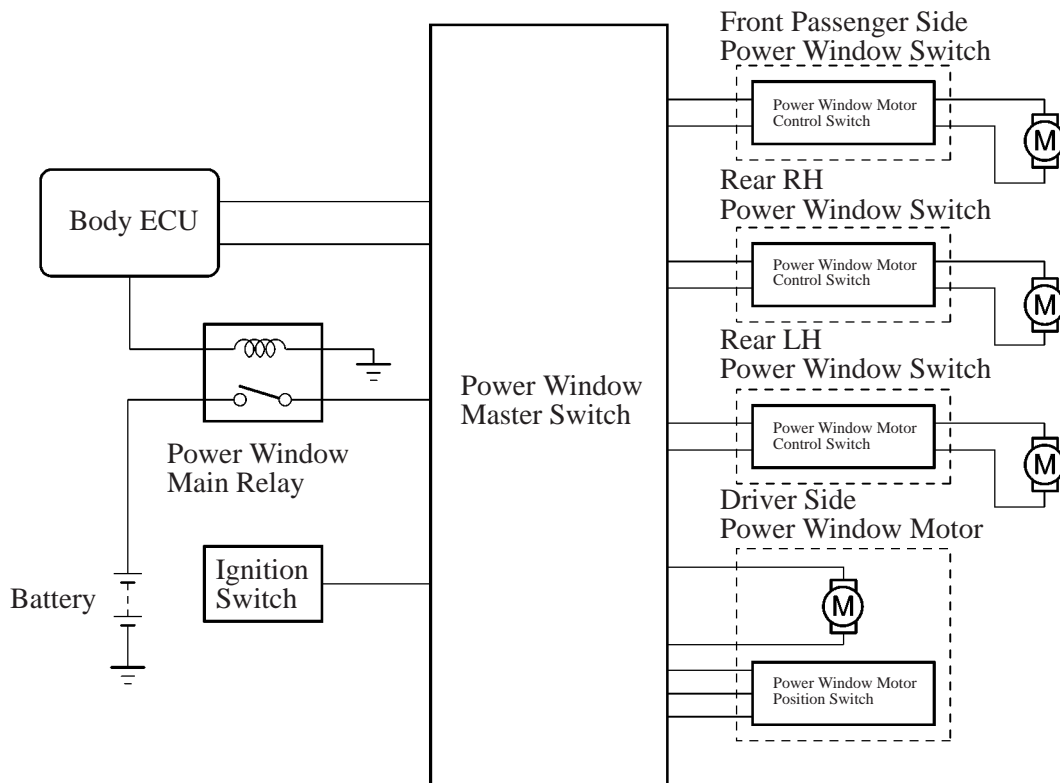 Front Passenger Side
Power Window Switch
Power Window Motor
Control Switch
M
Rear RH
Power Window Switch
Power Window Motor
Control Switch
M
Rear LH
Power Window Switch
Power Window Motor
Control Switch
M
Driver Side
Power Window Motor
M
Power Window Motor
Position Switch
Body ECU
Power Window
Main Relay
Power Window
Master Switch
Ignition
Switch
Battery